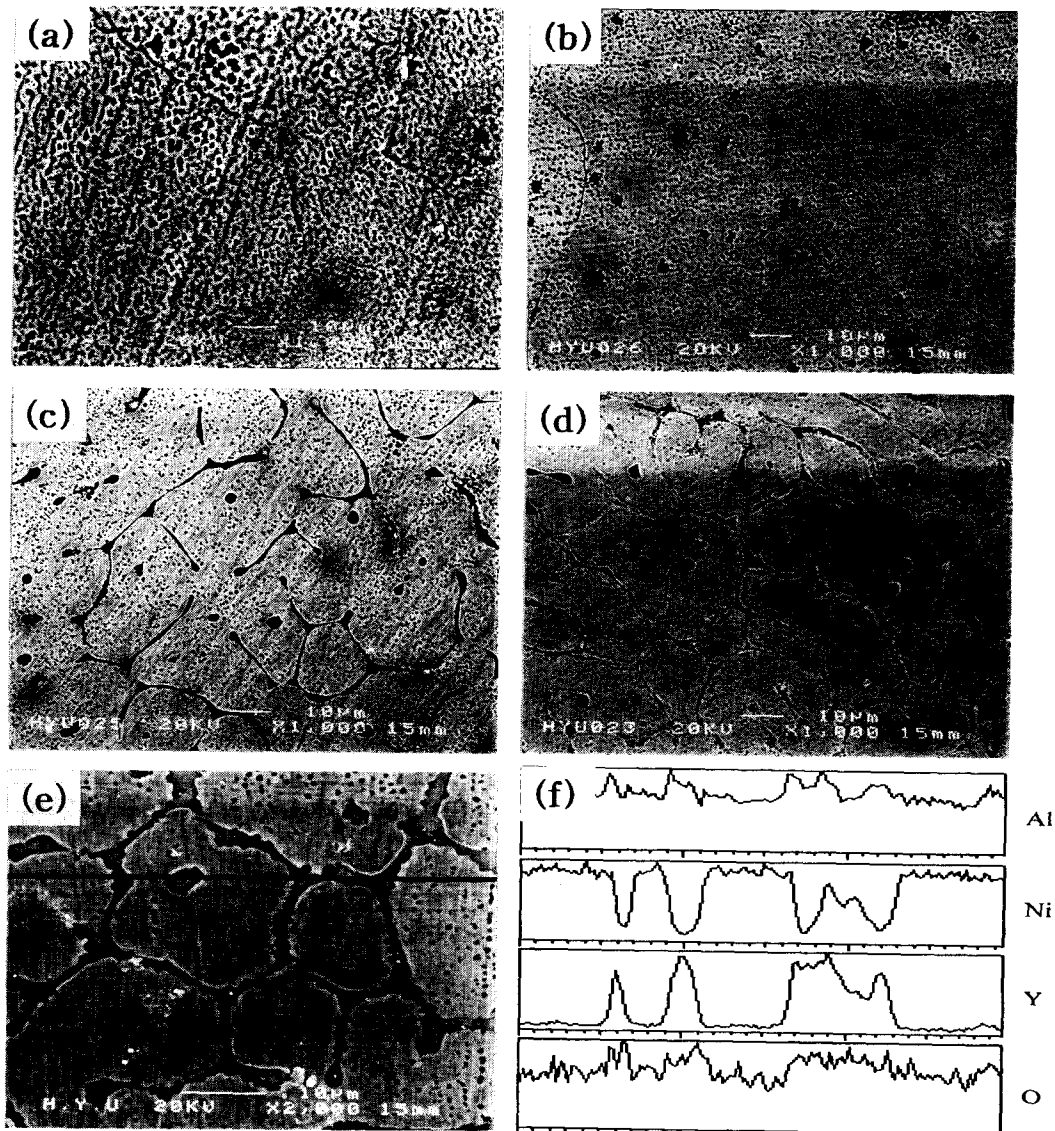 (a)
10μm
(b)
10μm
HYU026 20KV X1,000 15mm
(c)
10μm
HYU025 20KV X1,000 15mm
(d)
10μm
HYU023 20KV X1,000 15mm
(e)
10μm
H.Y.U 20KV X2,000 15mm
(f)
Al
Ni
Y
O